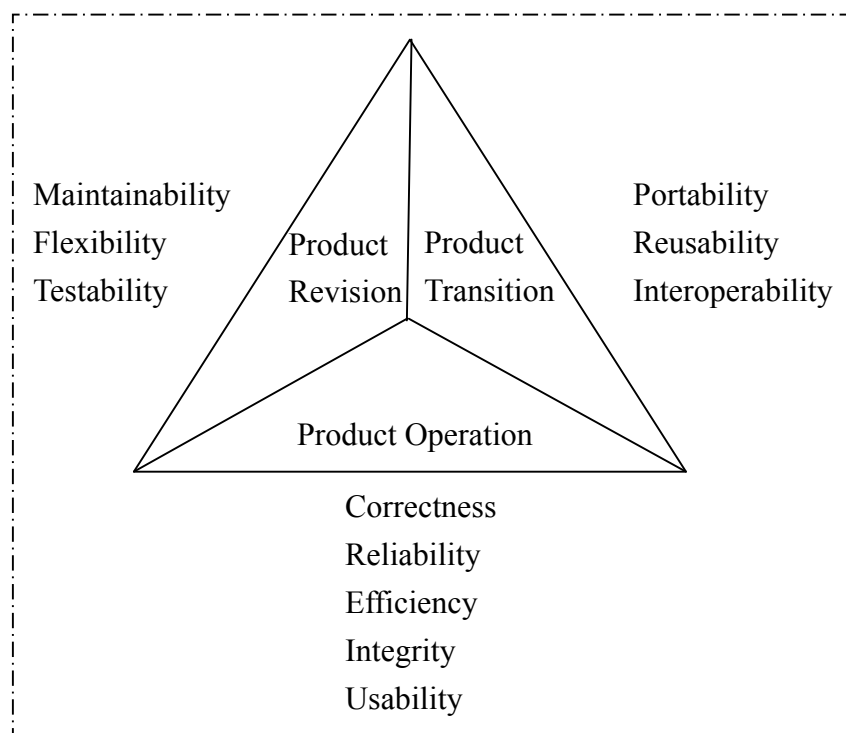 Maintainability
Flexibility
Testability
Product
Revision
Product
Transition
Portability
Reusability
Interoperability
Product Operation
Correctness
Reliability
Efficiency
Integrity
Usability